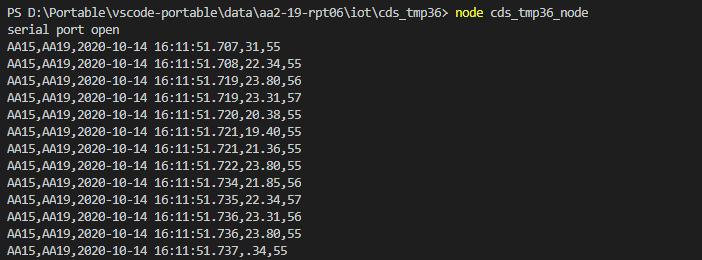 PS D:\Portable\vscode-portable\data\aa2-19-rpt06\iot\cds_tmp36> node cds_tmp36_node
serial port open
AA15,AA19,2020-10-14 16:11:51.707,31,55
AA15,AA19,2020-10-14 16:11:51.708,22.34,55
AA15,AA19,2020-10-14 16:11:51.719,23.80,56
AA15,AA19,2020-10-14 16:11:51.719,23.31,57
AA15,AA19,2020-10-14 16:11:51.720,20.38,55
AA15,AA19,2020-10-14 16:11:51.721,19.40,55
AA15,AA19,2020-10-14 16:11:51.721,21.36,55
AA15,AA19,2020-10-14 16:11:51.722,23.80,55
AA15,AA19,2020-10-14 16:11:51.734,21.85,56
AA15,AA19,2020-10-14 16:11:51.735,22.34,57
AA15,AA19,2020-10-14 16:11:51.736,23.31,56
AA15,AA19,2020-10-14 16:11:51.736,23.80,55
AA15,AA19,2020-10-14 16:11:51.737,.34,55